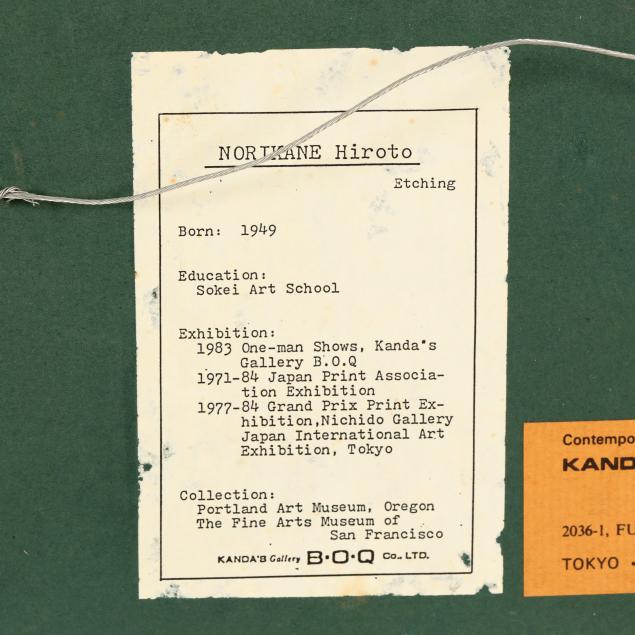 NORIKANE Hiroto
Etching
Born: 1949
Education:
Sokei Art School
Exhibition:
1983 One-man Shows, Kanda's
Gallery B.O.Q
1971-84 Japan Print Associa-
tion Exhibition
1977-84 Grand Prix Print Ex-
hibition,Nichido Gallery
Japan International Art
Exhibition, Tokyo
Collection:
Portland Art Museum, Oregon
The Fine Arts Museum of
San Francisco
KANDA'S Gallery B·O·Q CO., LTD.
Contempo
KAND
2036-1, FU
TOKYO